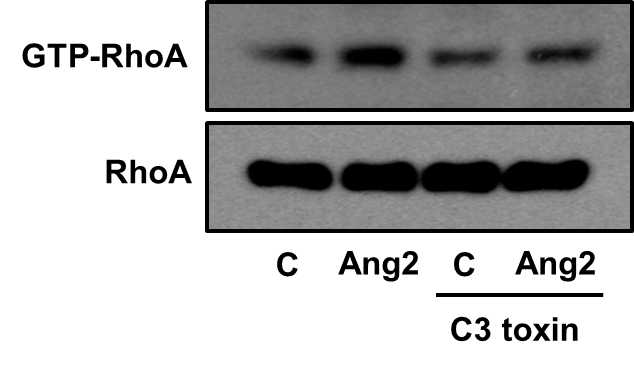 GTP-RhoA
RhoA
C Ang2 C Ang2
C3 toxin